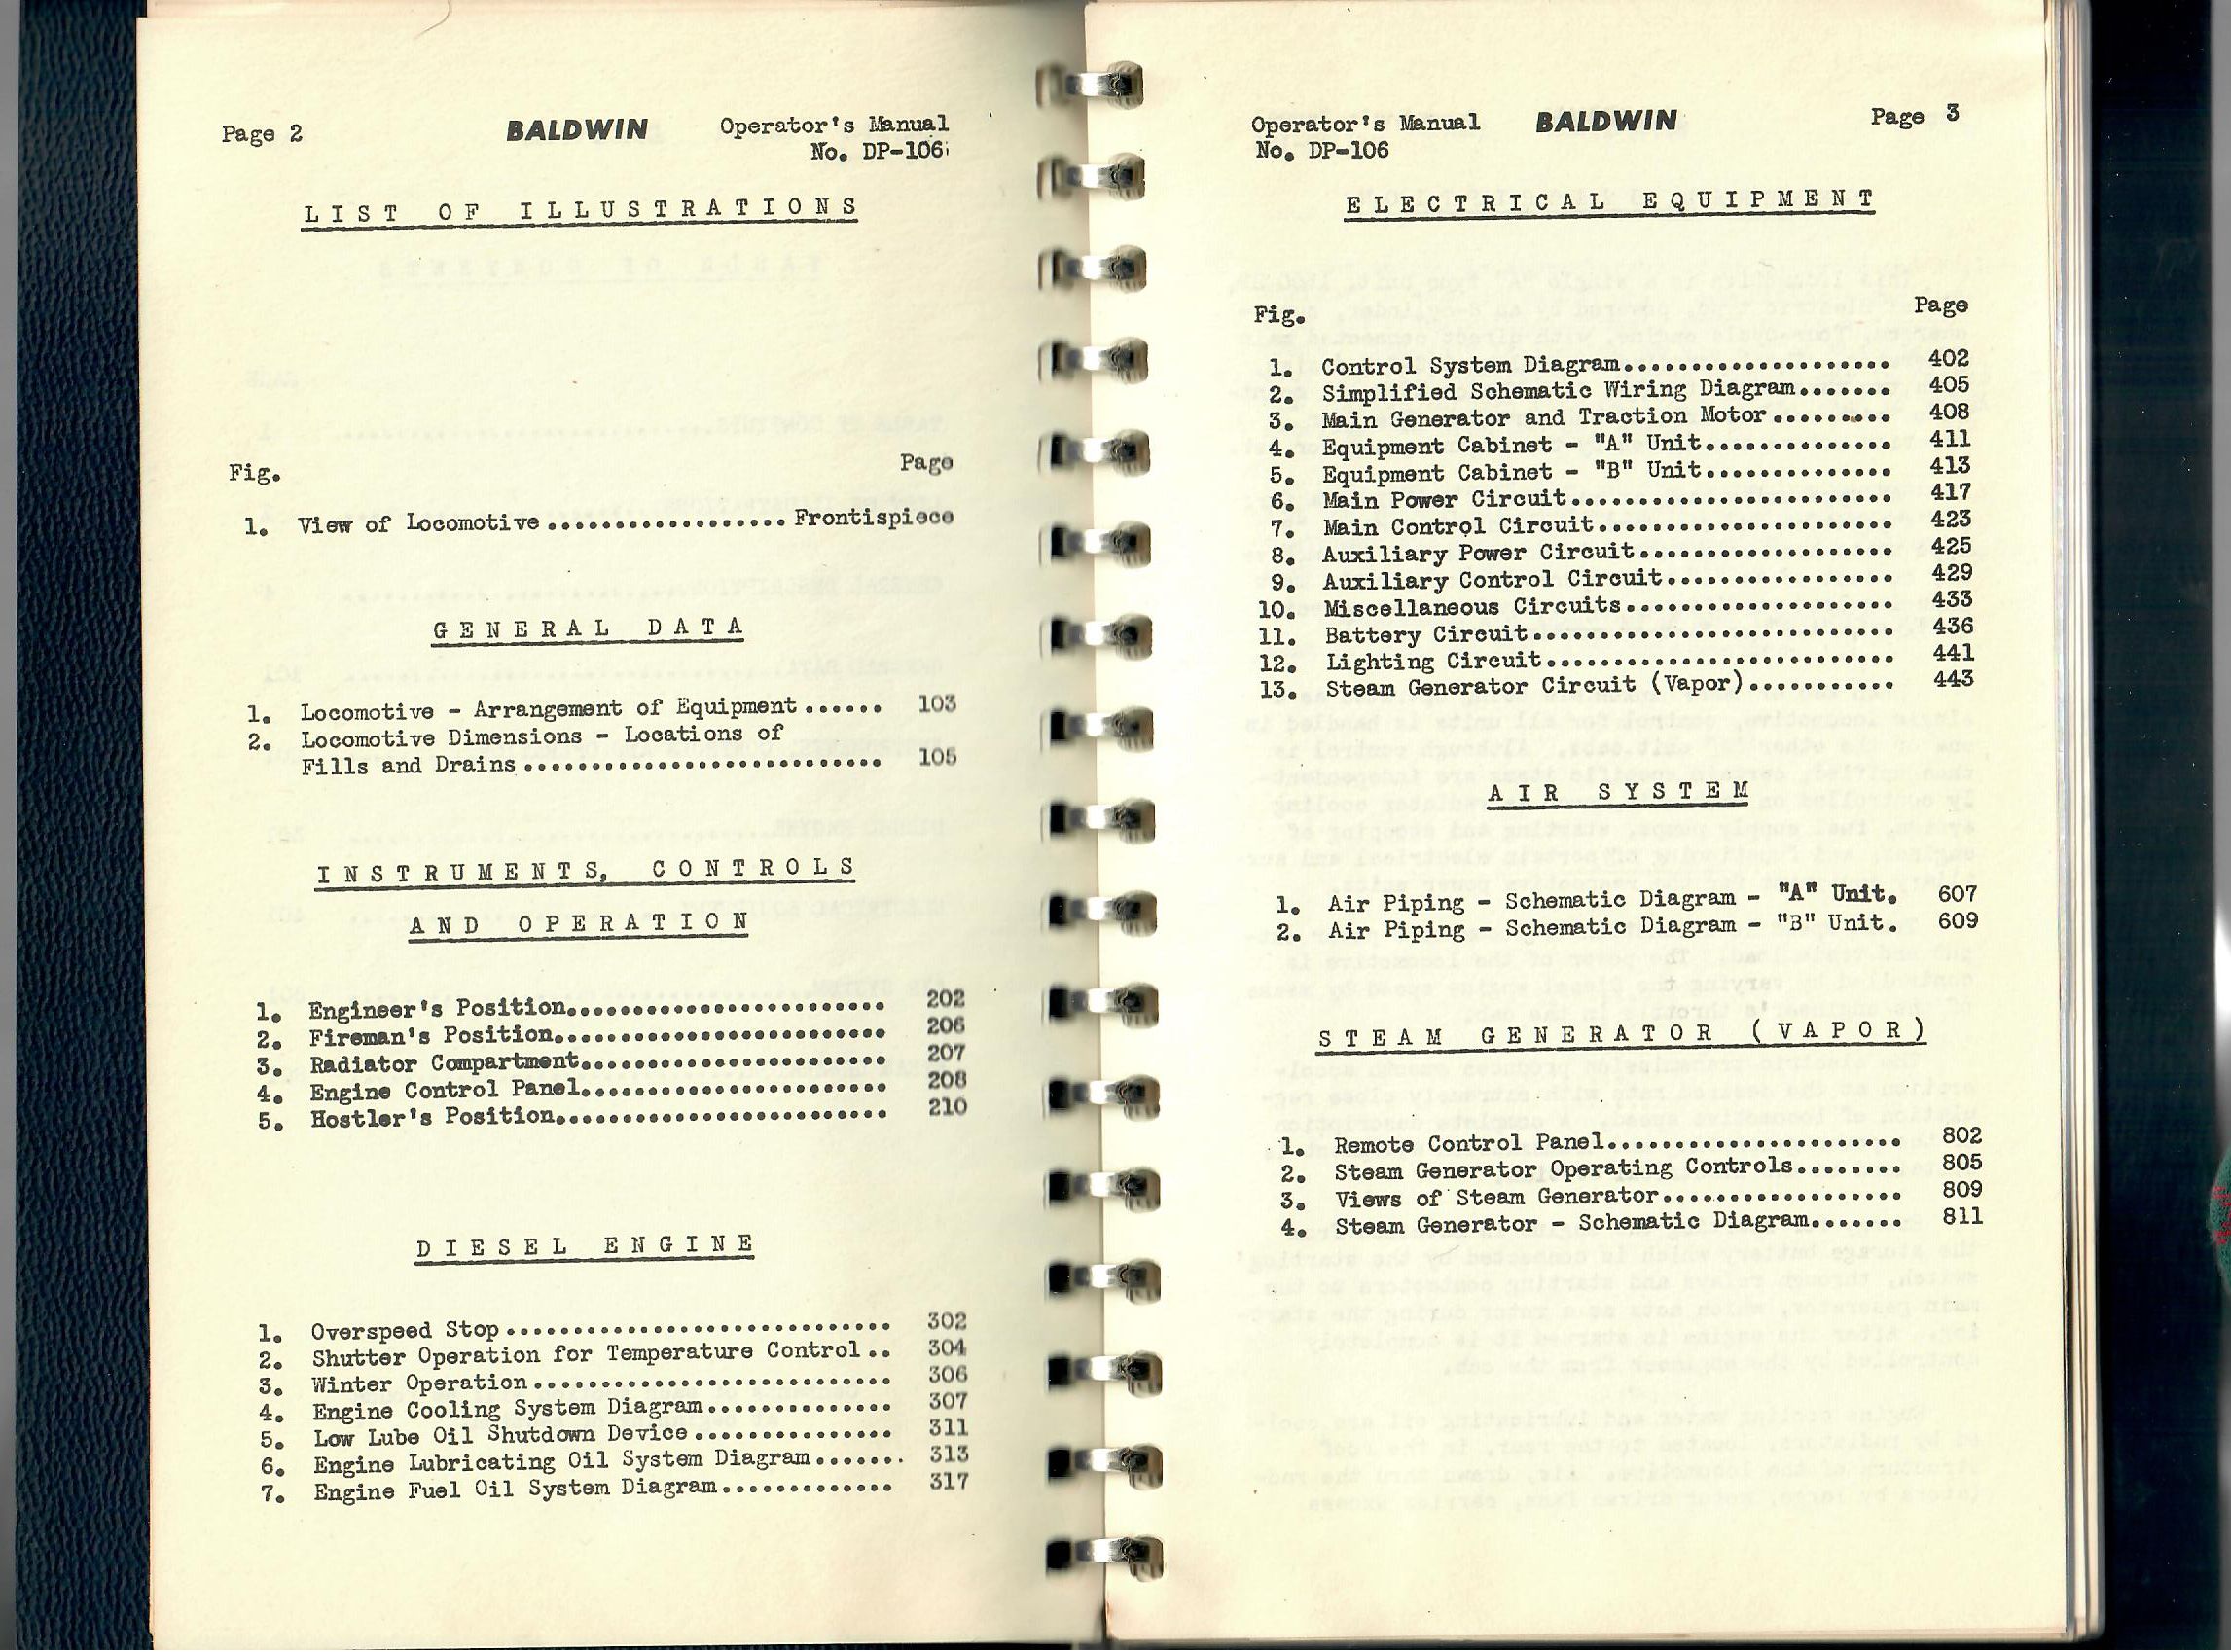 Page 2 BALDWIN Operator's Manual
No. DP-106
LIST OF ILLUSTRATIONS
Fig. Page
1. View of Locomotive.................. Frontispiece
GENERAL DATA
1. Locomotive - Arrangement of Equipment...... 103
2. Locomotive Dimensions - Locations of
Fills and Drains........................... 105
INSTRUMENTS, CONTROLS
AND OPERATION
1. Engineer's Position........................ 202
2. Fireman's Position......................... 206
3. Radiator Compartment....................... 207
4. Engine Control Panel....................... 208
5. Hostler's Position......................... 210
DIESEL ENGINE
1. Overspeed Stop............................. 302
2. Shutter Operation for Temperature Control.. 304
3. Winter Operation........................... 306
4. Engine Cooling System Diagram.............. 307
5. Low Lube Oil Shutdown Device............... 311
6. Engine Lubricating Oil System Diagram....... 313
7. Engine Fuel Oil System Diagram............. 317
Operator's Manual BALDWIN Page 3
No. DP-106
ELECTRICAL EQUIPMENT
Fig. Page
1. Control System Diagram.................... 402
2. Simplified Schematic Wiring Diagram....... 405
3. Main Generator and Traction Motor......... 408
4. Equipment Cabinet - "A" Unit.............. 411
5. Equipment Cabinet - "B" Unit.............. 413
6. Main Power Circuit........................ 417
7. Main Control Circuit...................... 423
8. Auxiliary Power Circuit................... 425
9. Auxiliary Control Circuit................. 429
10. Miscellaneous Circuits.................... 433
11. Battery Circuit........................... 436
12. Lighting Circuit.......................... 441
13. Steam Generator Circuit (Vapor)........... 443
AIR SYSTEM
1. Air Piping - Schematic Diagram - "A" Unit. 607
2. Air Piping - Schematic Diagram - "B" Unit. 609
STEAM GENERATOR (VAPOR)
1. Remote Control Panel...................... 802
2. Steam Generator Operating Controls........ 805
3. Views of Steam Generator.................. 809
4. Steam Generator - Schematic Diagram....... 811